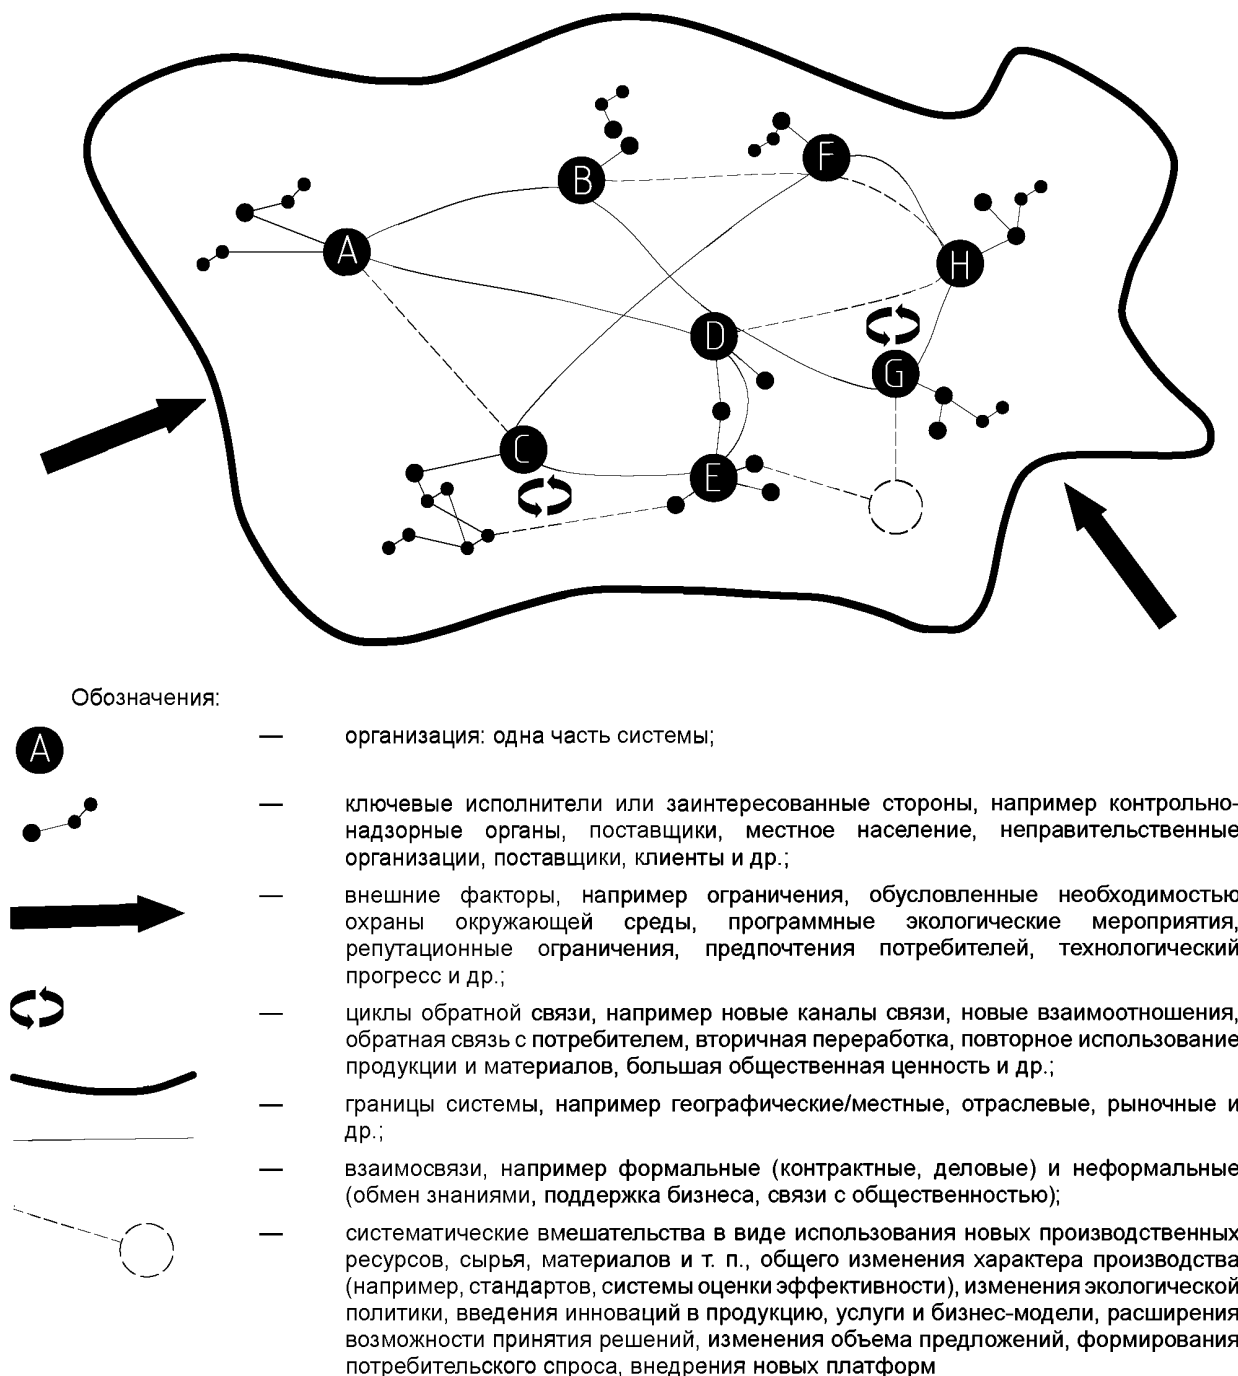 B
F
A
H
D
G
C
E
Обозначения:
A
— организация: одна часть системы;
— ключевые исполнители или заинтересованные стороны, например контрольно-
надзорные органы, поставщики, местное население, неправительственные
организации, поставщики, клиенты и др.;
— внешние факторы, например ограничения, обусловленные необходимостью
охраны окружающей среды, программные экологические мероприятия,
репутационные ограничения, предпочтения потребителей, технологический
прогресс и др.;
— циклы обратной связи, например новые каналы связи, новые взаимоотношения,
обратная связь с потребителем, вторичная переработка, повторное использование
продукции и материалов, большая общественная ценность и др.;
— границы системы, например географические/местные, отраслевые, рыночные и
др.;
— взаимосвязи, например формальные (контрактные, деловые) и неформальные
(обмен знаниями, поддержка бизнеса, связи с общественностью);
— систематические вмешательства в виде использования новых производственных
ресурсов, сырья, материалов и т. п., общего изменения характера производства
(например, стандартов, системы оценки эффективности), изменения экологической
политики, введения инноваций в продукцию, услуги и бизнес-модели, расширения
возможности принятия решений, изменения объема предложений, формирования
потребительского спроса, внедрения новых платформ